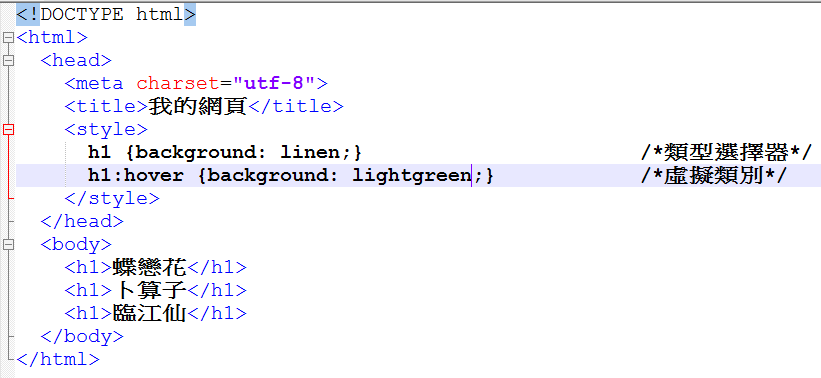 <!DOCTYPE html>
<html>
  <head>
    <meta charset="utf-8">
    <title>我的網頁</title>
    <style>
      h1 {background: linen;}                       /*類型選擇器*/
      h1:hover {background: lightgreen;}            /*虛擬類別*/
    </style>
  </head>
  <body>
    <h1>蝶戀花</h1>
    <h1>卜算子</h1>
    <h1>臨江仙</h1>
  </body>
</html>